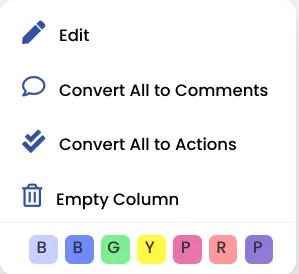 Edit
Convert All to Comments
Convert All to Actions
Empty Column
B B G Y P R P